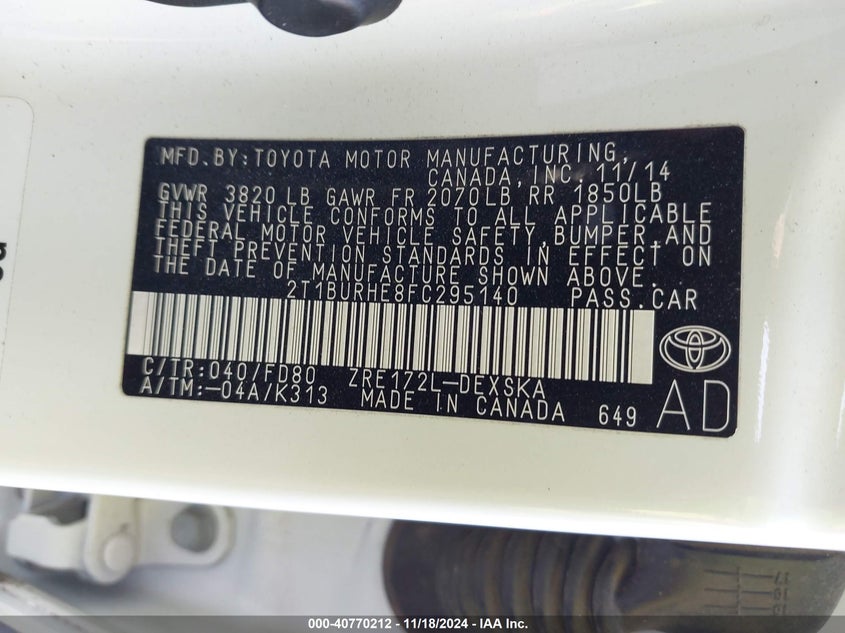 MFD.BY:TOYOTA MOTOR MANUFACTURING,
CANADA,INC. 11/14
GVWR 3820 LB GAWR FR 2070LB RR 1850LB
THIS VEHICLE CONFORMS TO ALL APPLICABLE
FEDERAL MOTOR VEHICLE SAFETY,BUMPER,AND
THEFT PREVENTION STANDARDS IN EFFECT ON
THE DATE OF MANUFACTURE SHOWN ABOVE.
2T1BURHE8FC295140 PASS.CAR
C/TR:040/FD80 ZRE172L-DEXSKA
A/TM:-04A/K313 MADE IN CANADA 649 AD
000-40770212 - 11/18/2024 - IAA Inc.